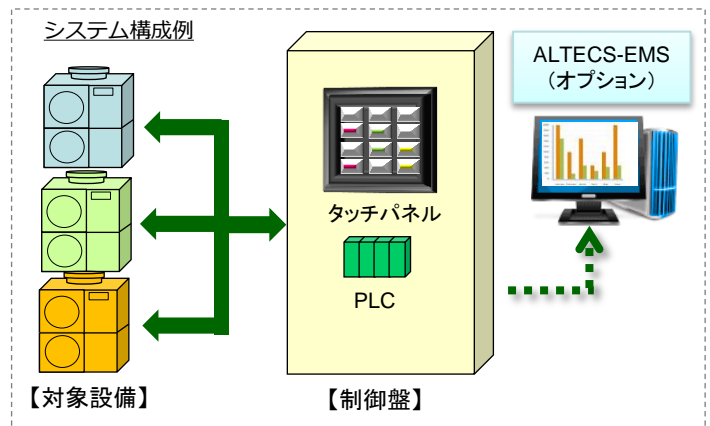 システム構成例
ALTECS-EMS
（オプション）
タッチパネル
PLC
【対象設備】
【制御盤】